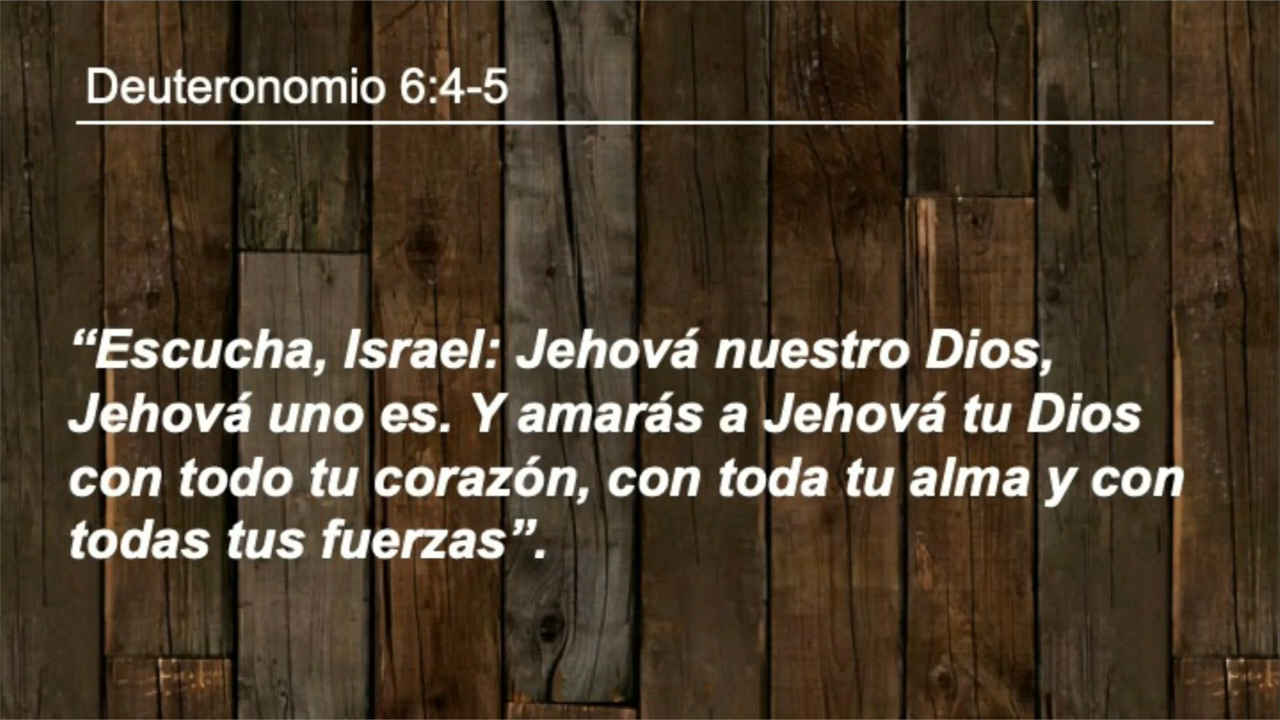 Deuteronomio 6:4-5
“Escucha, Israel: Jehová nuestro Dios,
Jehová uno es. Y amarás a Jehová tu Dios
con todo tu corazón, con toda tu alma y con
todas tus fuerzas”.